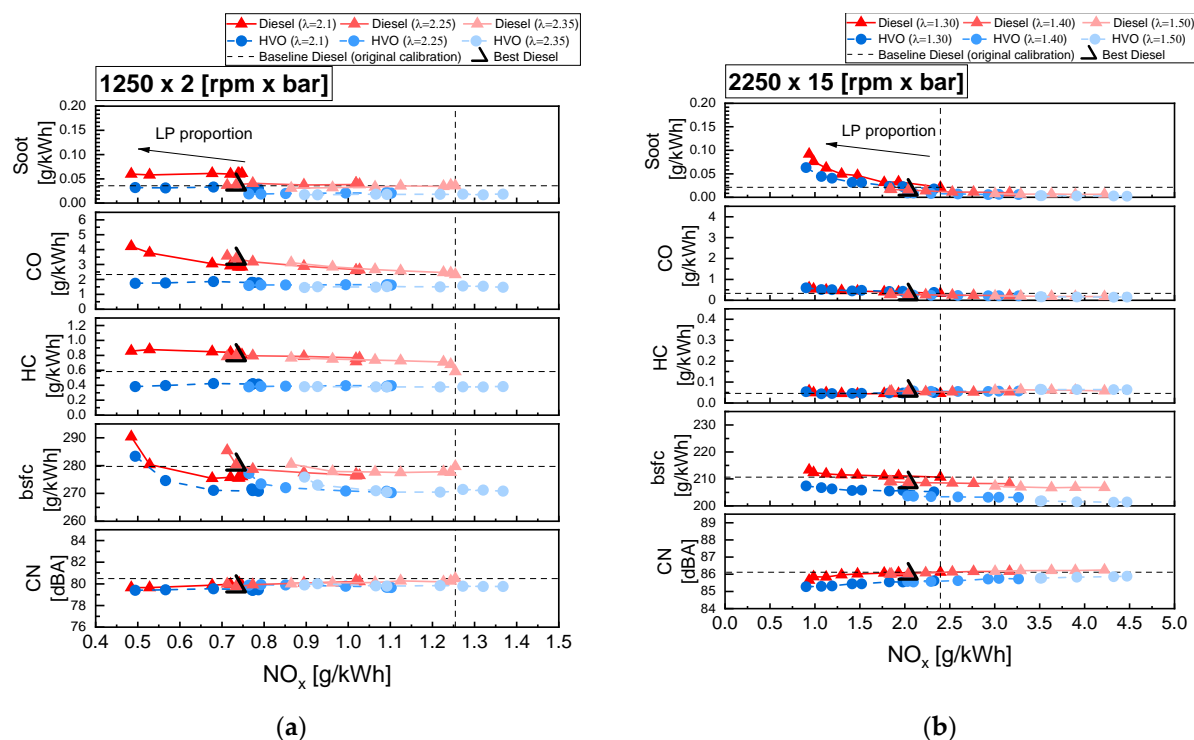 Diesel (λ=2.1) Diesel (λ=2.25) Diesel (λ=2.35)
HVO (λ=2.1) HVO (λ=2.25) HVO (λ=2.35)
Baseline Diesel (original calibration) Best Diesel
1250 x 2 [rpm x bar]
LP proportion
Soot
[g/kWh]
0.20
0.15
0.10
0.05
0.00
CO
[g/kWh]
6
5
4
3
2
1
0
HC
[g/kWh]
1.2
1.0
0.8
0.6
0.4
0.2
0.0
bsfc
[g/kWh]
290
280
270
260
CN
[dBA]
84
82
80
78
76
0.4 0.5 0.6 0.7 0.8 0.9 1.0 1.1 1.2 1.3 1.4 1.5
NOx [g/kWh]
(a)
Diesel (λ=1.30) Diesel (λ=1.40) Diesel (λ=1.50)
HVO (λ=1.30) HVO (λ=1.40) HVO (λ=1.50)
Baseline Diesel (original calibration) Best Diesel
2250 x 15 [rpm x bar]
LP proportion
Soot
[g/kWh]
0.20
0.15
0.10
0.05
0.00
CO
[g/kWh]
4
3
2
1
0
HC
[g/kWh]
0.4
0.3
0.2
0.1
0.0
bsfc
[g/kWh]
230
220
210
200
CN
[dBA]
89
88
87
86
85
84
0.0 0.5 1.0 1.5 2.0 2.5 3.0 3.5 4.0 4.5 5.0
NOx [g/kWh]
(b)